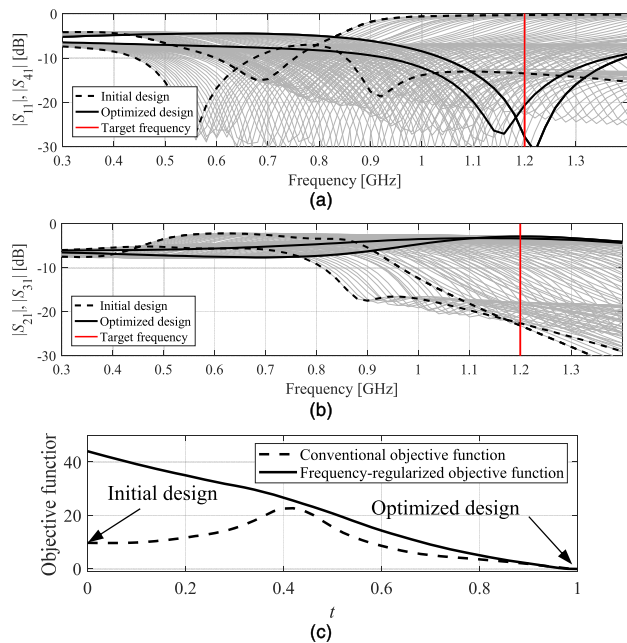 |S11|,|S41| [dB]
0
-10
-20
-30
Initial design
Optimized design
Target frequency
0.3 0.4 0.5 0.6 0.7 0.8 0.9 1 1.1 1.2 1.3
Frequency [GHz]
(a)
|S21|,|S31| [dB]
0
-10
-20
-30
Initial design
Optimized design
Target frequency
0.3 0.4 0.5 0.6 0.7 0.8 0.9 1 1.1 1.2 1.3
Frequency [GHz]
(b)
Objective function
40
20
0
Conventional objective function
Frequency-regularized objective function
Initial design
Optimized design
0 0.2 0.4 0.6 0.8 1
t
(c)